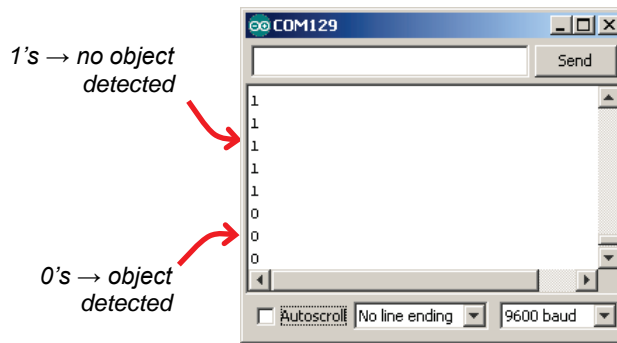 COM129
1's → no object
detected
Send
1
1
1
1
1
0
0
0
0's → object
detected
Autoscroll
No line ending
9600 baud